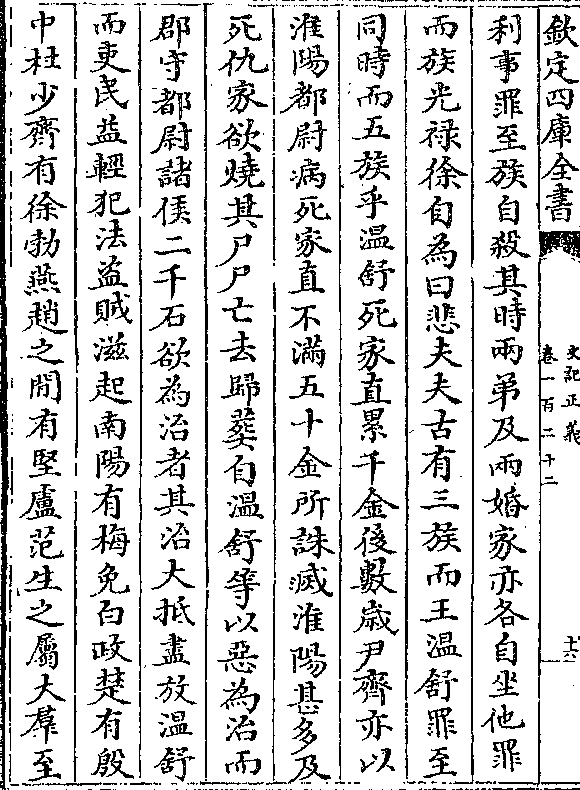 欽定四庫全書
史記正義
卷一百二十二
十六
利事罪至族自殺其時兩弟及兩婚家亦各自坐他罪
而族光祿徐自為曰悲夫夫古有三族而王溫舒罪至
同時而五族乎溫舒死家直累千金後數歲尹齊亦以
淮陽都尉病死家直不滿五十金所誅滅淮陽甚多及
死仇家欲燒其尸尸亡去歸葬自溫舒等以惡為治而
郡守都尉諸侯二千石欲為治者其治大抵盡放溫舒
而吏民益輕犯法盜賊滋起南陽有梅免白政楚有殷
中杜少齊有徐勃燕趙之閒有堅盧范生之屬大羣至